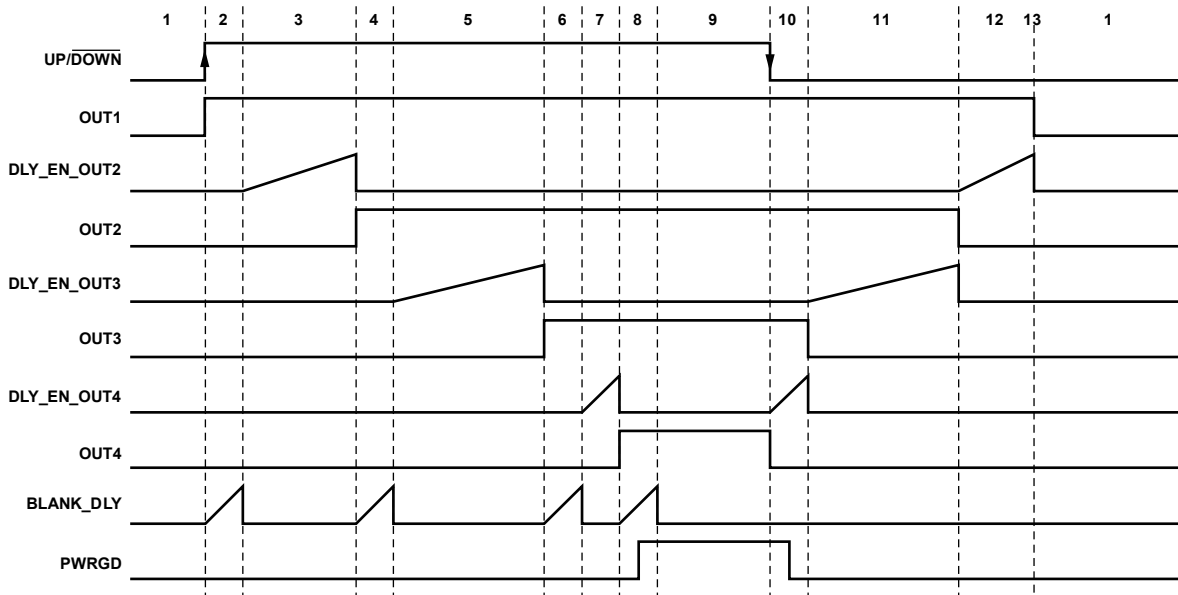 1 2 3 4 5 6 7 8 9 10 11 12 13 1
UP/DOWN
OUT1
DLY_EN_OUT2
OUT2
DLY_EN_OUT3
OUT3
DLY_EN_OUT4
OUT4
BLANK_DLY
PWRGD